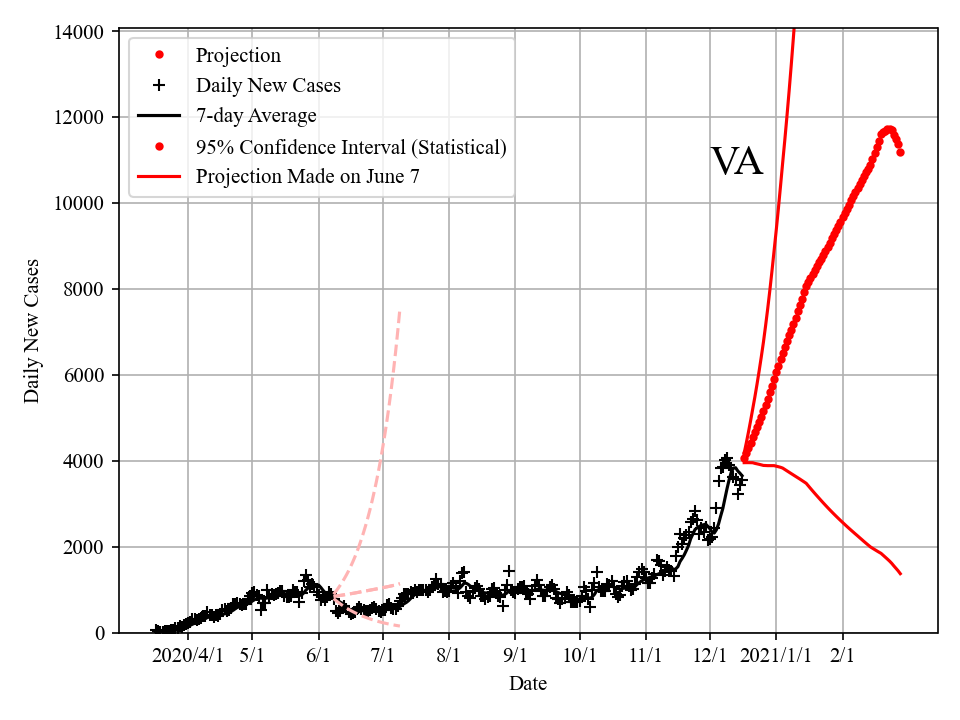 14000
12000
10000
8000
6000
4000
2000
0
Daily New Cases
Projection
Daily New Cases
7-day Average
95% Confidence Interval (Statistical)
Projection Made on June 7
VA
2020/4/1 5/1 6/1 7/1 8/1 9/1 10/1 11/1 12/1 2021/1/1 2/1
Date